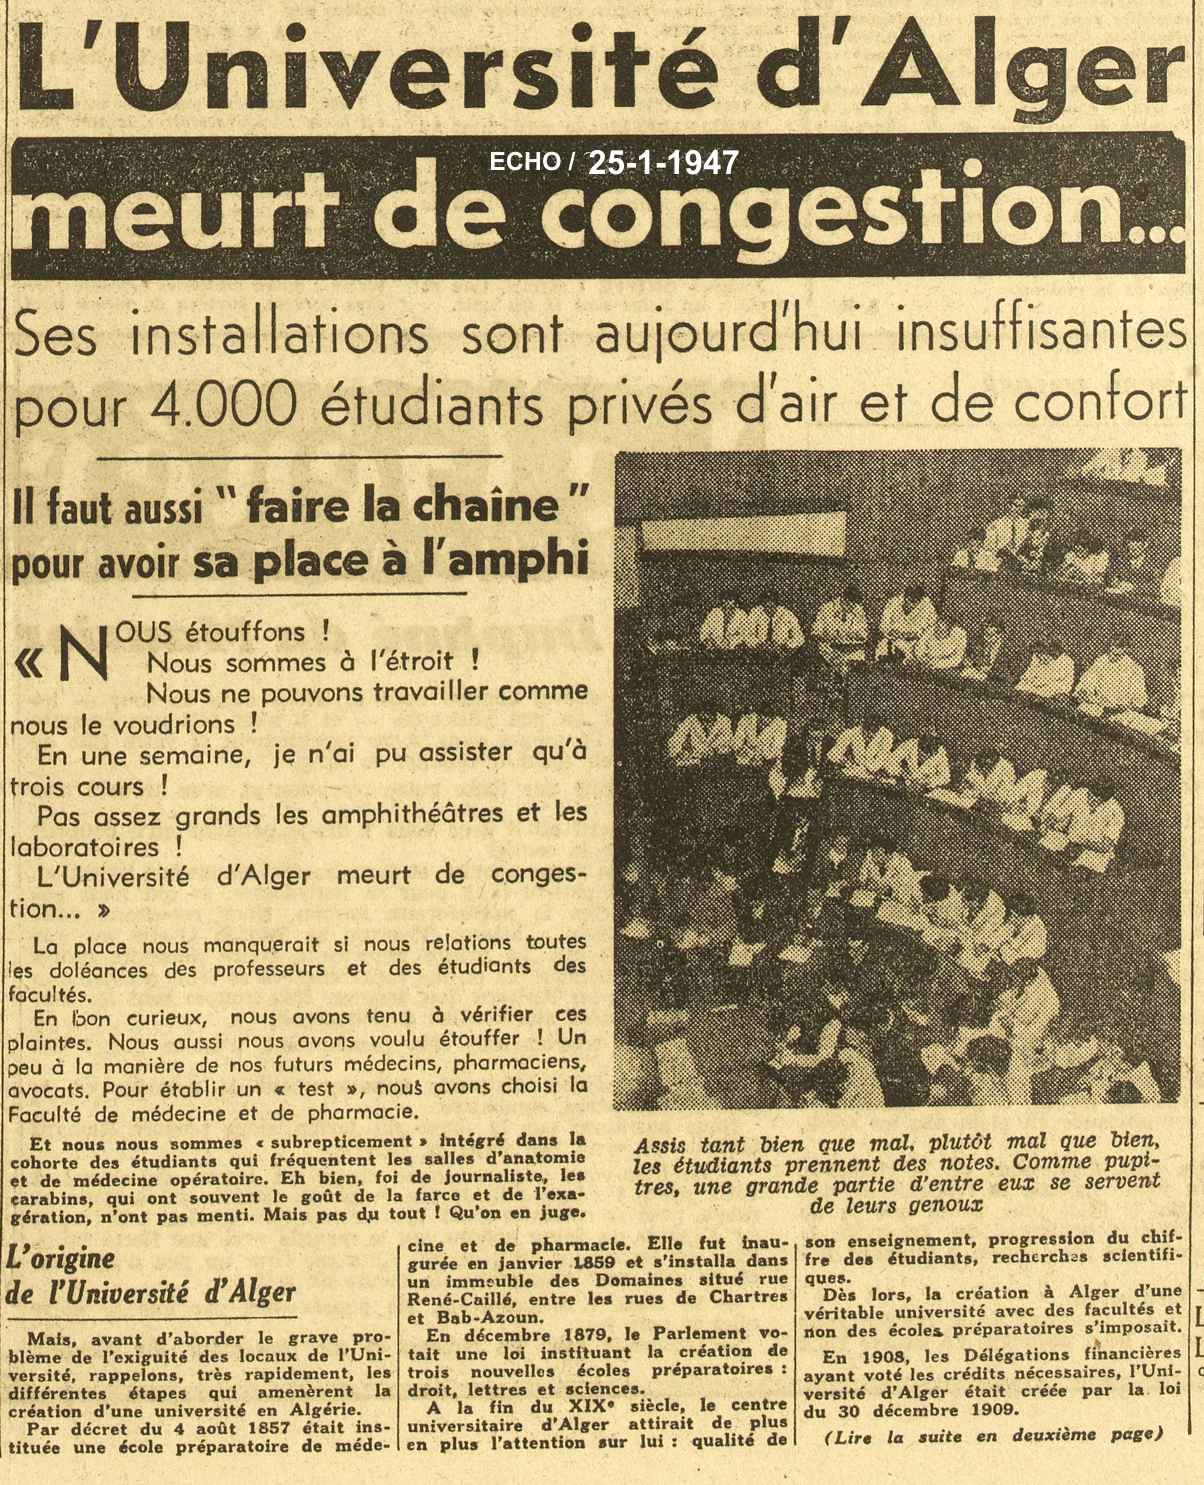 L'Université d'Alger
ECHO / 25-1-1947
meurt de congestion...
Ses installations sont aujourd'hui insuffisantes
pour 4.000 étudiants privés d'air et de confort
Il faut aussi " faire la chaîne "
pour avoir sa place à l'amphi
« NOUS étouffons !
Nous sommes à l'étroit !
Nous ne pouvons travailler comme
nous le voudrions !
En une semaine, je n'ai pu assister qu'à
trois cours !
Pas assez grands les amphithéâtres et les
laboratoires !
L'Université d'Alger meurt de conges-
tion... »
La place nous manquerait si nous relations toutes
les doléances des professeurs et des étudiants des
facultés.
En bon curieux, nous avons tenu à vérifier ces
plaintes. Nous aussi nous avons voulu étouffer ! Un
peu à la manière de nos futurs médecins, pharmaciens,
avocats. Pour établir un « test », nous avons choisi la
Faculté de médecine et de pharmacie.
Et nous nous sommes « subrepticement » intégré dans la
cohorte des étudiants qui fréquentent les salles d'anatomie
et de médecine opératoire. Eh bien, foi de journaliste, les
carabins, qui ont souvent le goût de la farce et de l'exa-
gération, n'ont pas menti. Mais pas du tout ! Qu'on en juge.
Assis tant bien que mal, plutôt mal que bien,
les étudiants prennent des notes. Comme pupi-
tres, une grande partie d'entre eux se servent
de leurs genoux
L'origine
de l'Université d'Alger
Mais, avant d'aborder le grave pro-
blème de l'exiguité des locaux de l'Uni-
versité, rappelons, très rapidement, les
différentes étapes qui amenèrent la
création d'une université en Algérie.
Par décret du 4 août 1857 était ins-
tituée une école préparatoire de méde-
cine et de pharmacie. Elle fut inau-
gurée en janvier 1859 et s'installa dans
un immeuble des Domaines situé rue
René-Caillé, entre les rues de Chartres
et Bab-Azoun.
En décembre 1879, le Parlement vo-
tait une loi instituant la création de
trois nouvelles écoles préparatoires :
droit, lettres et sciences.
A la fin du XIXe siècle, le centre
universitaire d'Alger attirait de plus
en plus l'attention sur lui : qualité de
son enseignement, progression du chif-
fre des étudiants, recherches scientifi-
ques.
Dès lors, la création à Alger d'une
véritable université avec des facultés et
non des écoles préparatoires s'imposait.
En 1908, les Délégations financières
ayant voté les crédits nécessaires, l'Uni-
versité d'Alger était créée par la loi
du 30 décembre 1909.
(Lire la suite en deuxième page)